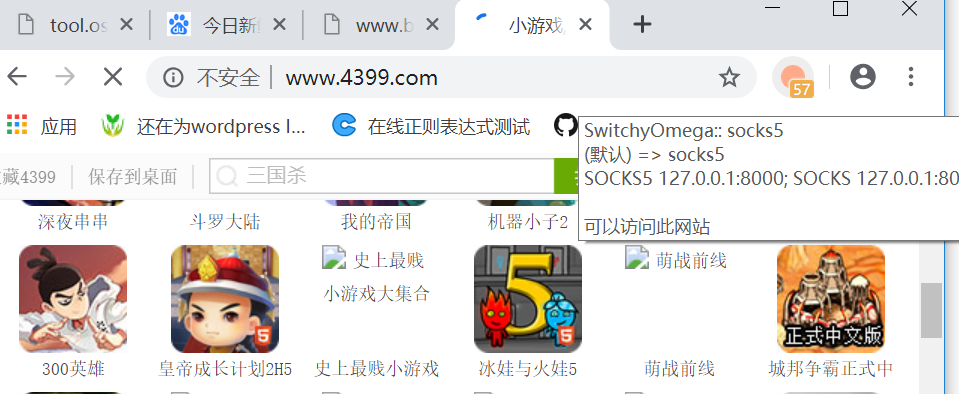 tool.os
今日新
www.b
小游戏
不安全 | www.4399.com
57
应用
还在为wordpress l...
在线正则表达式测试
SwitchyOmega:: socks5
(默认) => socks5
SOCKS5 127.0.0.1:8000; SOCKS 127.0.0.1:80
可以访问此网站
藏4399
保存到桌面
三国杀
深夜串串
斗罗大陆
我的帝国
机器小子2
史上最贱
小游戏大集合
5
萌战前线
正式中文版
300英雄
皇帝成长计划2H5
史上最贱小游戏
冰娃与火娃5
萌战前线
城邦争霸正式中